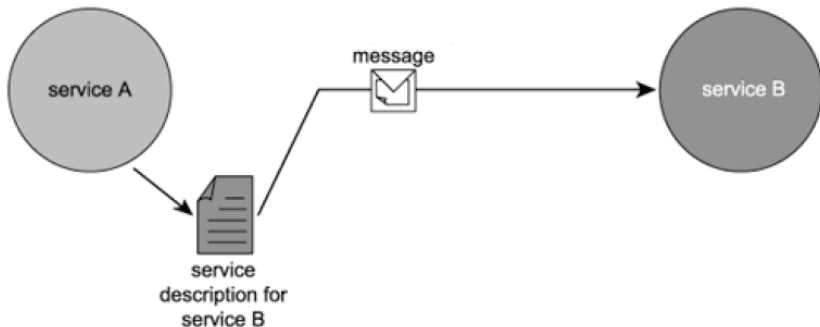 message
service A
service B
service
description for
service B